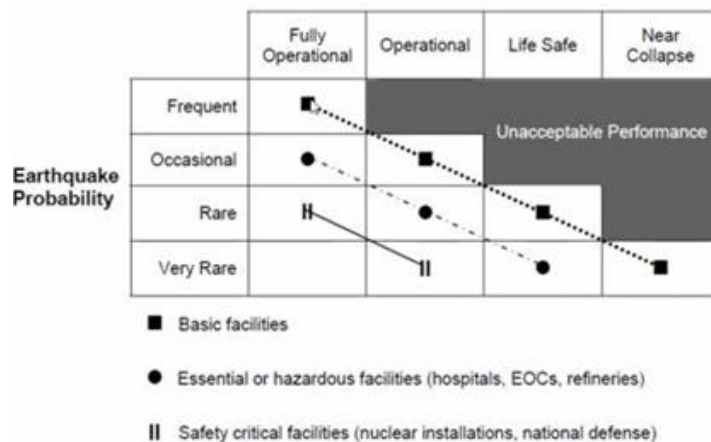 Fully Operational
Operational
Life Safe
Near Collapse
Frequent
Unacceptable Performance
Occasional
Earthquake Probability
Rare
Very Rare
Basic facilities
Essential or hazardous facilities (hospitals, EOCs, refineries)
Safety critical facilities (nuclear installations, national defense)